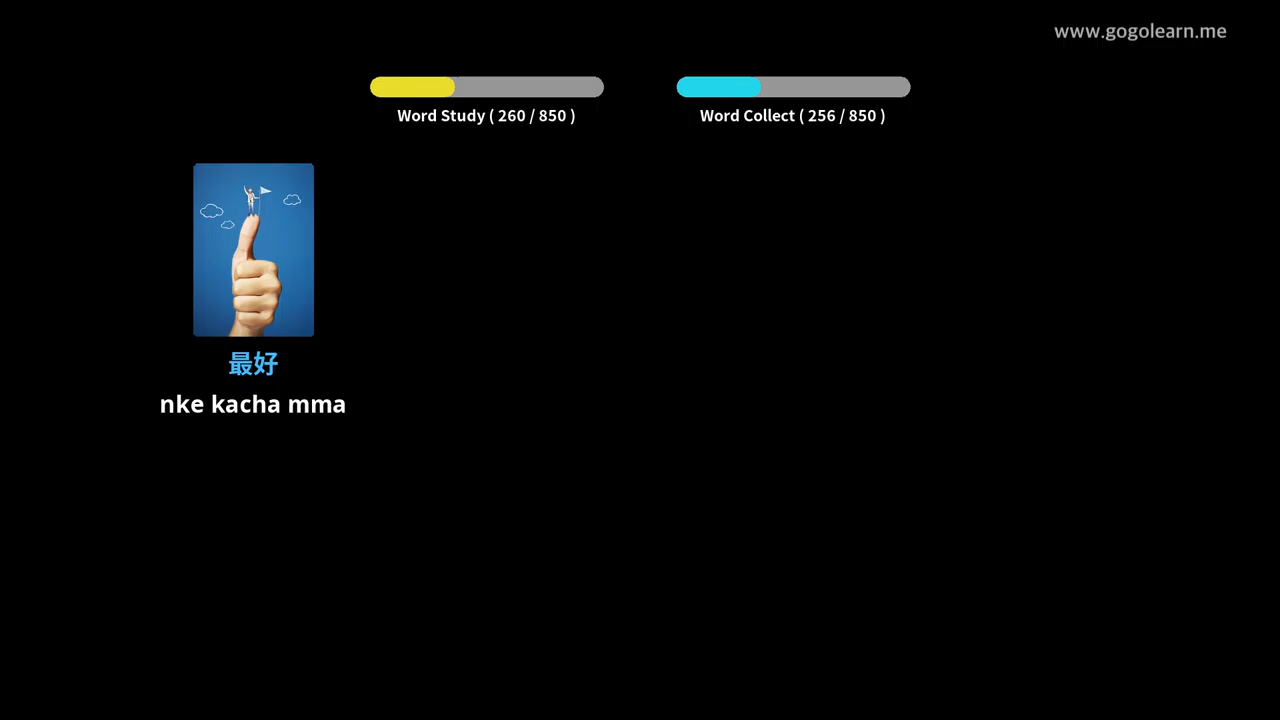 www.gogolearn.me
Word Study ( 260 / 850 )
Word Collect ( 256 / 850 )
最好
nke kacha mma